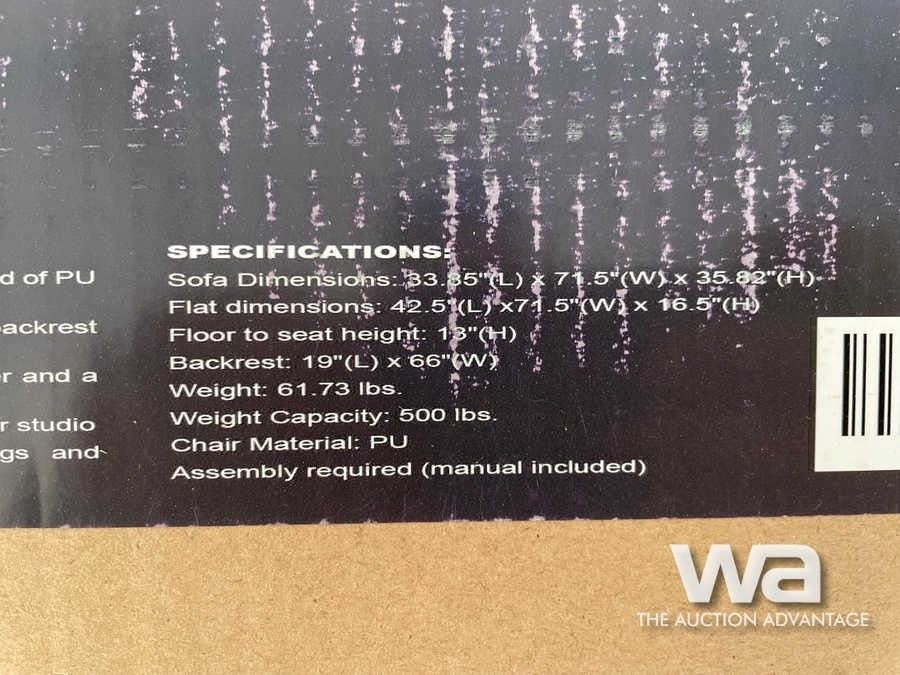 SPECIFICATIONS:
d of PU
Sofa Dimensions: 33.85"(L) x 71.5"(W) x 35.82"(H)
Flat dimensions: 42.5"(L) x71.5"(W) x 16.5"(H)
backrest
Floor to seat height: 13"(H)
Backrest: 19"(L) x 66"(W)
er and a
Weight: 61.73 lbs.
r studio
Weight Capacity: 500 lbs.
gs and
Chair Material: PU
Assembly required (manual included)
wa
THE AUCTION ADVANTAGE